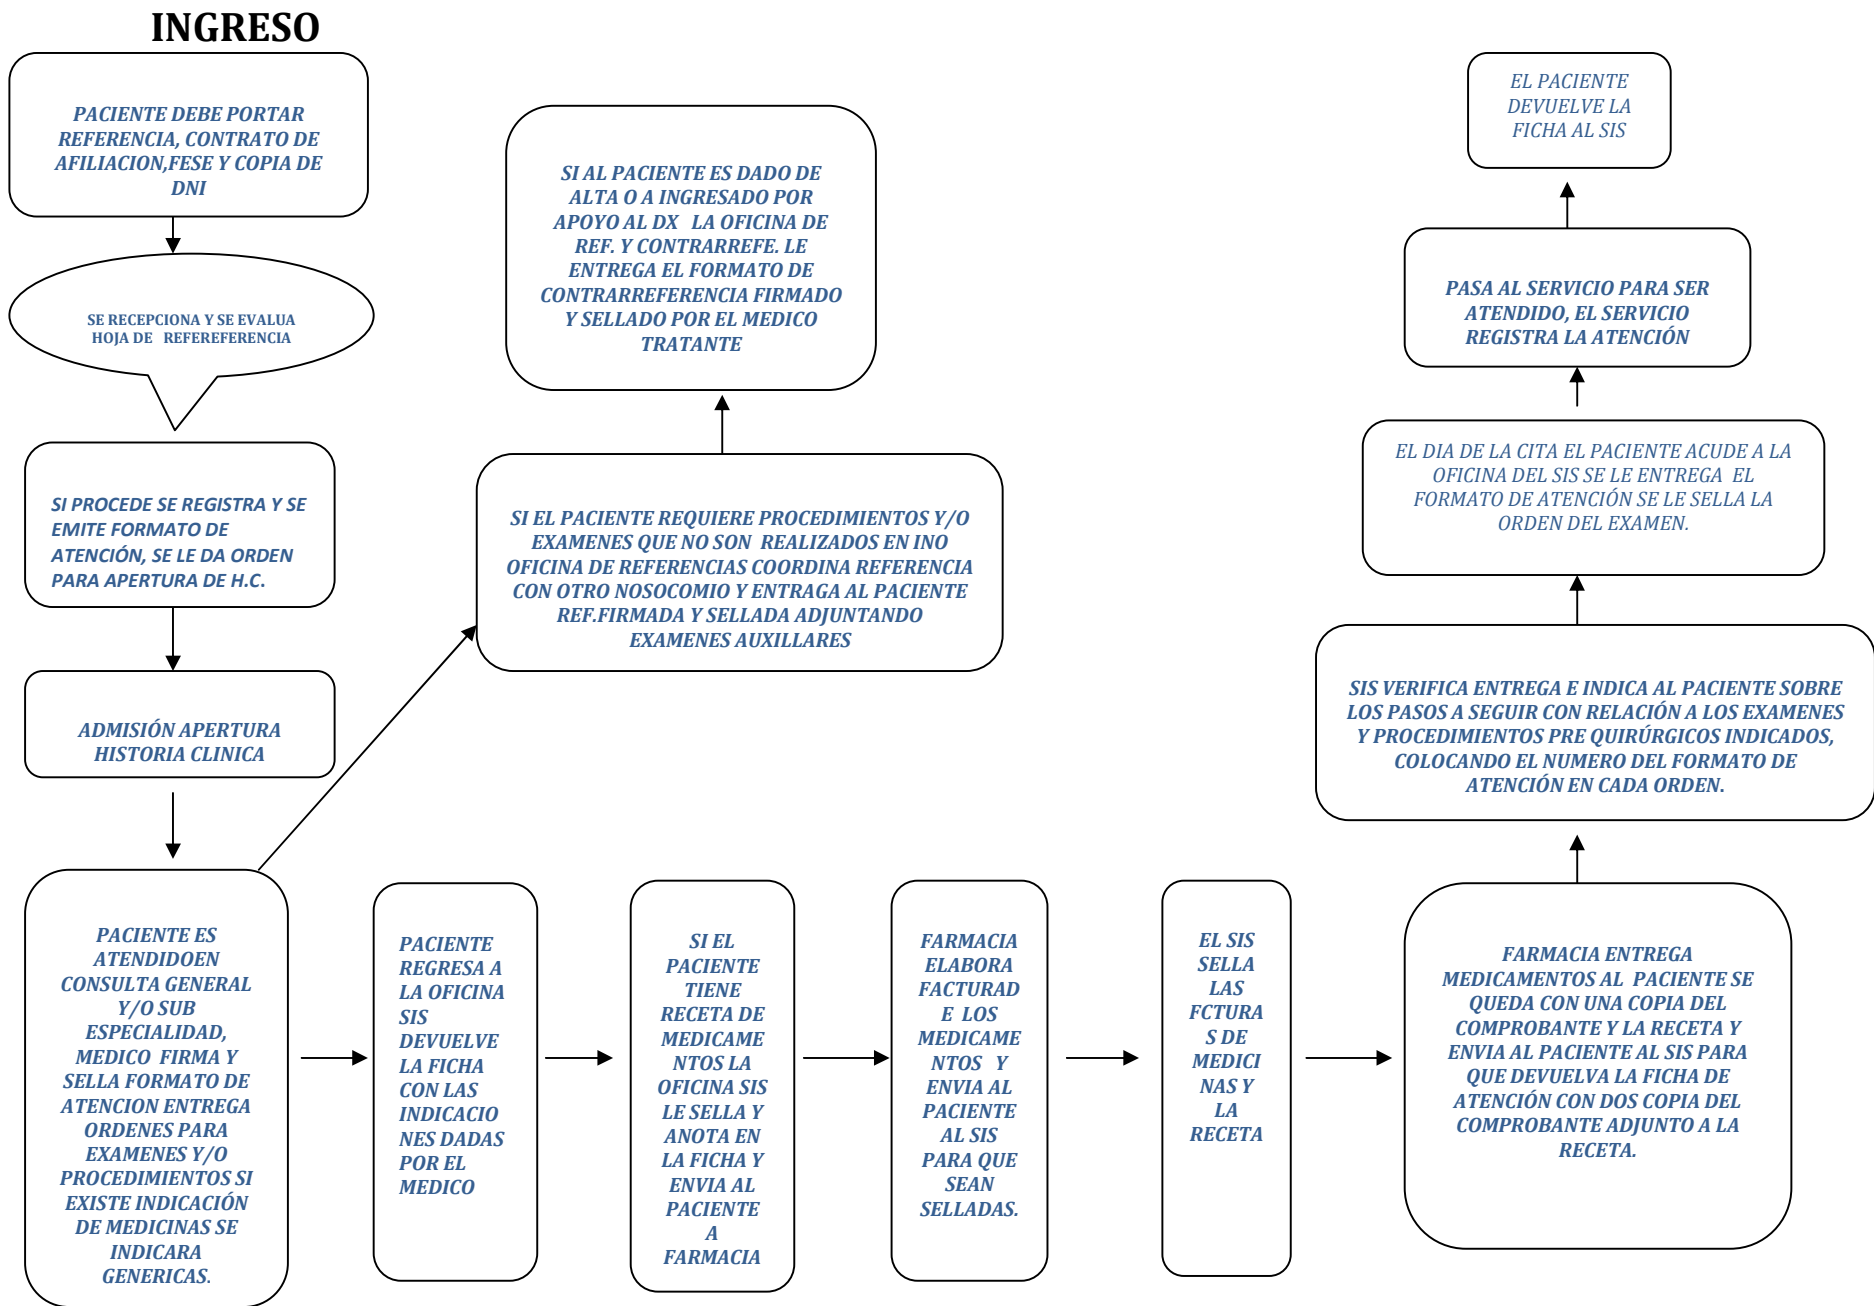 INGRESO
PACIENTE DEBE PORTAR
REFERENCIA, CONTRATO DE
AFILIACION,FESE Y COPIA DE
DNI
SE RECEPCIONA Y SE EVALUA
HOJA DE REFEREFERENCIA
SI PROCEDE SE REGISTRA Y SE
EMITE FORMATO DE
ATENCIÓN, SE LE DA ORDEN
PARA APERTURA DE H.C.
ADMISIÓN APERTURA
HISTORIA CLINICA
PACIENTE ES
ATENDIDOEN
CONSULTA GENERAL
Y/O SUB
ESPECIALIDAD,
MEDICO FIRMA Y
SELLA FORMATO DE
ATENCION ENTREGA
ORDENES PARA
EXAMENES Y/O
PROCEDIMIENTOS SI
EXISTE INDICACIÓN
DE MEDICINAS SE
INDICARA
GENERICAS.
SI AL PACIENTE ES DADO DE
ALTA O A INGRESADO POR
APOYO AL DX LA OFICINA DE
REF. Y CONTRARREFE. LE
ENTREGA EL FORMATO DE
CONTRARREFERENCIA FIRMADO
Y SELLADO POR EL MEDICO
TRATANTE
SI EL PACIENTE REQUIERE PROCEDIMIENTOS Y/O
EXAMENES QUE NO SON REALIZADOS EN INO
OFICINA DE REFERENCIAS COORDINA REFERENCIA
CON OTRO NOSOCOMIO Y ENTRAGA AL PACIENTE
REF.FIRMADA Y SELLADA ADJUNTANDO
EXAMENES AUXILLARES
PACIENTE
REGRESA A
LA OFICINA
SIS
DEVUELVE
LA FICHA
CON LAS
INDICACIO
NES DADAS
POR EL
MEDICO
SI EL
PACIENTE
TIENE
RECETA DE
MEDICAME
NTOS LA
OFICINA SIS
LE SELLA Y
ANOTA EN
LA FICHA Y
ENVIA AL
PACIENTE
A
FARMACIA
FARMACIA
ELABORA
FACTURAD
E LOS
MEDICAME
NTOS Y
ENVIA AL
PACIENTE
AL SIS
PARA QUE
SEAN
SELLADAS.
EL SIS
SELLA
LAS
FCTURA
S DE
MEDICI
NAS Y
LA
RECETA
FARMACIA ENTREGA
MEDICAMENTOS AL PACIENTE SE
QUEDA CON UNA COPIA DEL
COMPROBANTE Y LA RECETA Y
ENVIA AL PACIENTE AL SIS PARA
QUE DEVUELVA LA FICHA DE
ATENCIÓN CON DOS COPIA DEL
COMPROBANTE ADJUNTO A LA
RECETA.
SIS VERIFICA ENTREGA E INDICA AL PACIENTE SOBRE
LOS PASOS A SEGUIR CON RELACIÓN A LOS EXAMENES
Y PROCEDIMIENTOS PRE QUIRÚRGICOS INDICADOS,
COLOCANDO EL NUMERO DEL FORMATO DE
ATENCIÓN EN CADA ORDEN.
EL DIA DE LA CITA EL PACIENTE ACUDE A LA
OFICINA DEL SIS SE LE ENTREGA EL
FORMATO DE ATENCIÓN SE LE SELLA LA
ORDEN DEL EXAMEN.
PASA AL SERVICIO PARA SER
ATENDIDO, EL SERVICIO
REGISTRA LA ATENCIÓN
EL PACIENTE
DEVUELVE LA
FICHA AL SIS